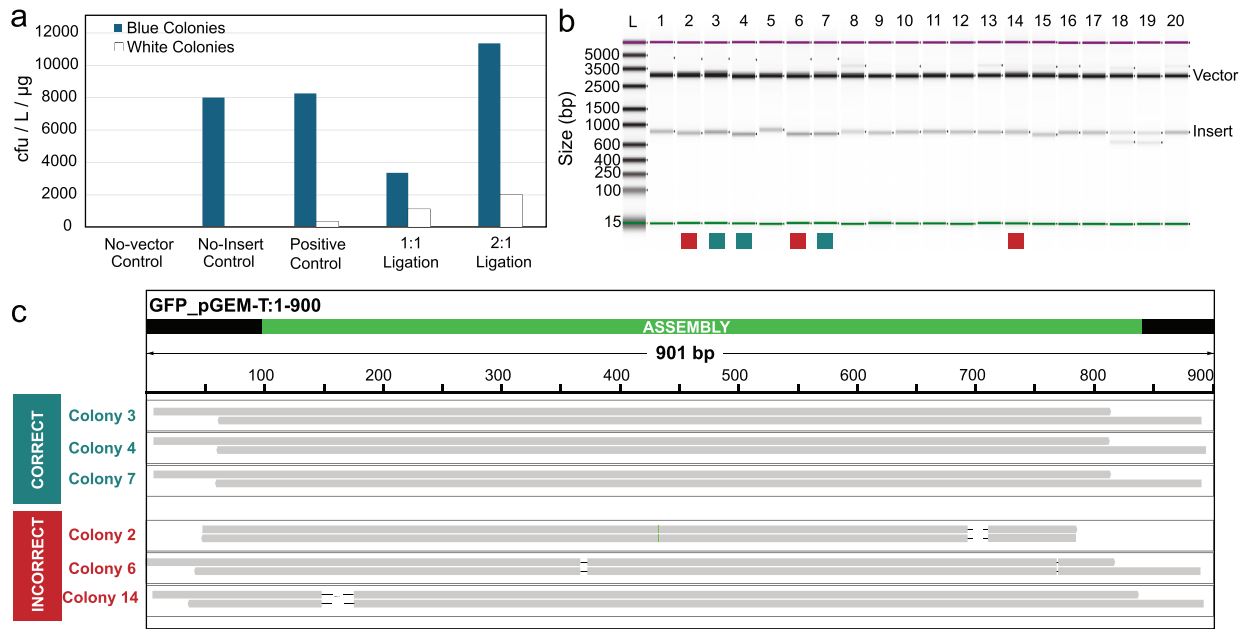 a
Blue Colonies
White Colonies
12000
10000
8000
6000
4000
2000
0
cfu / L / µg
No-vector
Control
No-Insert
Control
Positive
Control
1:1
Ligation
2:1
Ligation
b
L 1 2 3 4 5 6 7 8 9 10 11 12 13 14 15 16 17 18 19 20
5000
3500
2500
1500
1000
600
400
250
100
15
Size (bp)
Vector
Insert
c
GFP_pGEM-T:1-900
ASSEMBLY
901 bp
100 200 300 400 500 600 700 800 900
CORRECT
Colony 3
Colony 4
Colony 7
INCORRECT
Colony 2
Colony 6
Colony 14